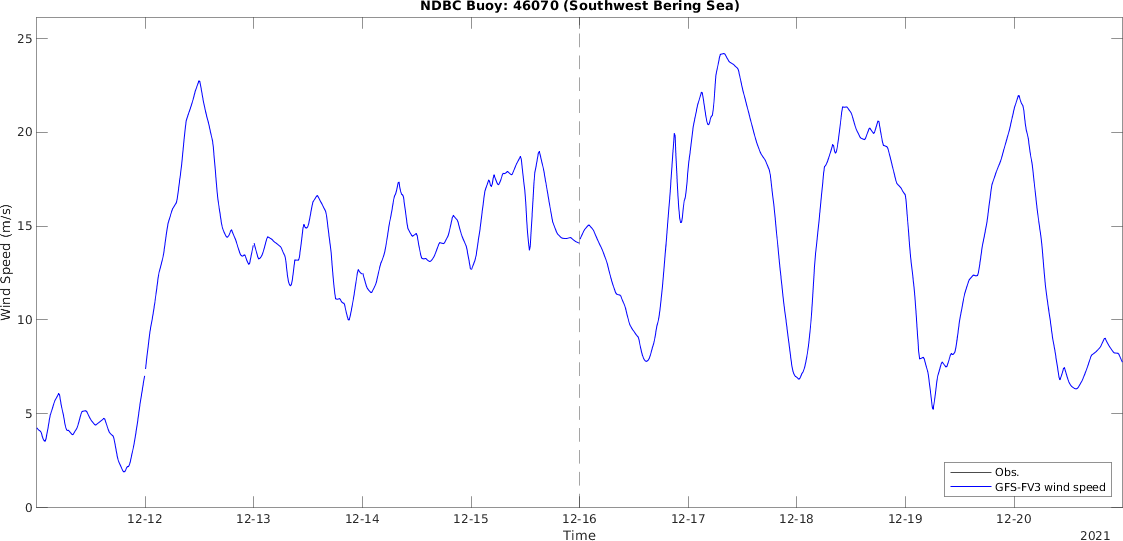 NDBC Buoy: 46070 (Southwest Bering Sea)
25
20
15
10
5
0
Wind Speed (m/s)
12-12 12-13 12-14 12-15 12-16 12-17 12-18 12-19 12-20
Time
2021
Obs.
GFS-FV3 wind speed